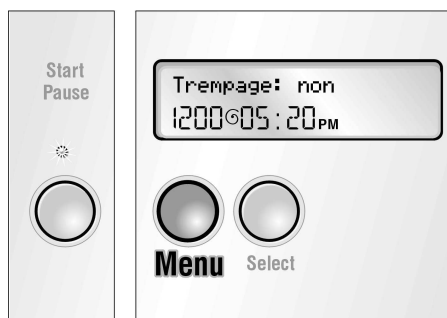 Start
Pause
Trempage: non
1200 05:20PM
Menu
Select